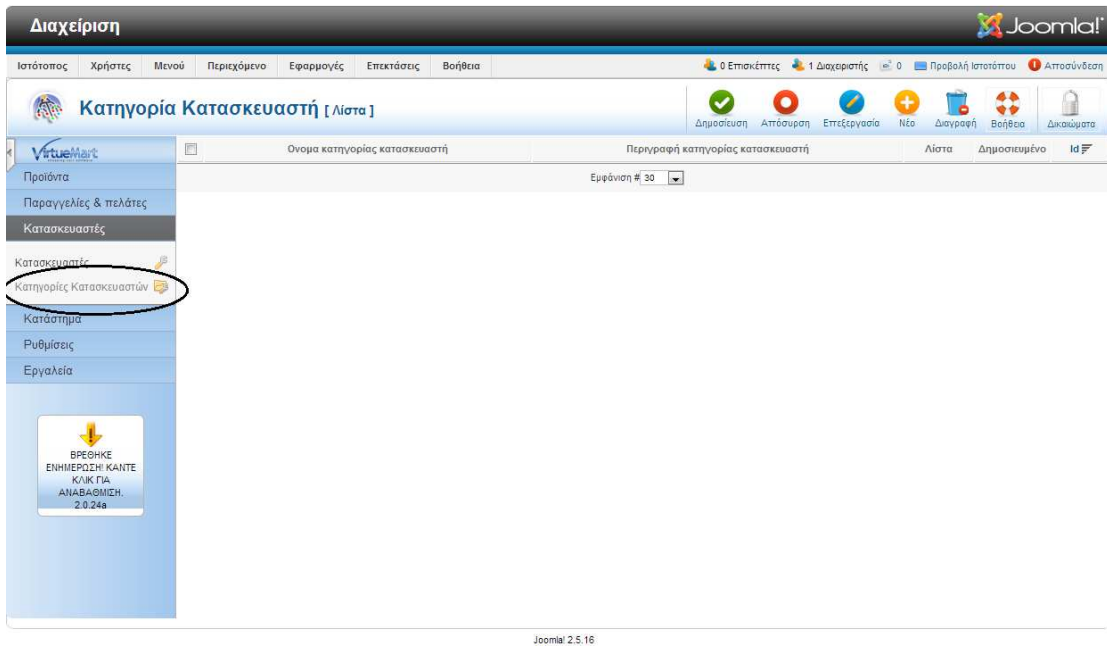 Διαχείριση
Joomla!
Ιστότοπος Χρήστες Μενού Περιεχόμενο Εφαρμογές Επεκτάσεις Βοήθεια
0 Επισκέπτες 1 Διαχειριστής 0 Προβολή Ιστοτόπου Αποσύνδεση
Κατηγορία Κατασκευαστή [ Λίστα ]
Δημοσίευση Απόσυρση Επεξεργασία Νέο Διαγραφή Βοήθεια Δικαιώματα
VirtueMart
Ονομα κατηγορίας κατασκευαστή Περιγραφή κατηγορίας κατασκευαστή Λίστα Δημοσιευμένο Id
Εμφάνιση # 30
Προϊόντα
Παραγγελίες & πελάτες
Κατασκευαστές
Κατασκευαστές
Κατηγορίες Κατασκευαστών
Κατάστημα
Ρυθμίσεις
Εργαλεία
ΒΡΕΘΗΚΕ
ΕΝΗΜΕΡΩΣΗ! ΚΑΝΤΕ
ΚΛΙΚ ΓΙΑ
ΑΝΑΒΑΘΜΙΣΗ.
2.0.24a
Joomla! 2.5.16